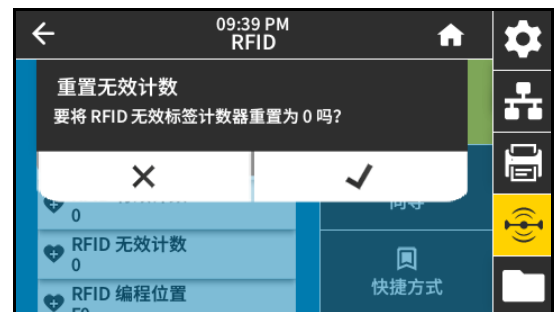 09:39 PM
RFID
重置无效计数
要将 RFID 无效标签计数器重置为 0 吗?
0
RFID 无效计数
0
快捷方式
RFID 编程位置